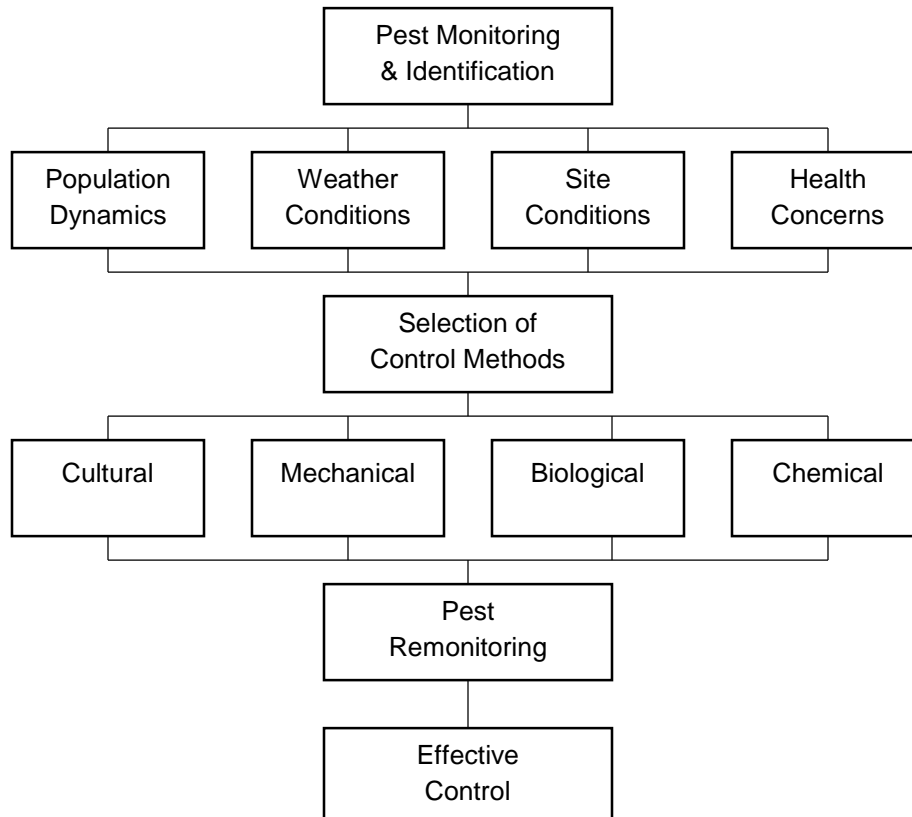 Pest Monitoring
& Identification
Population
Dynamics
Weather
Conditions
Site
Conditions
Health
Concerns
Selection of
Control Methods
Cultural
Mechanical
Biological
Chemical
Pest
Remonitoring
Effective
Control